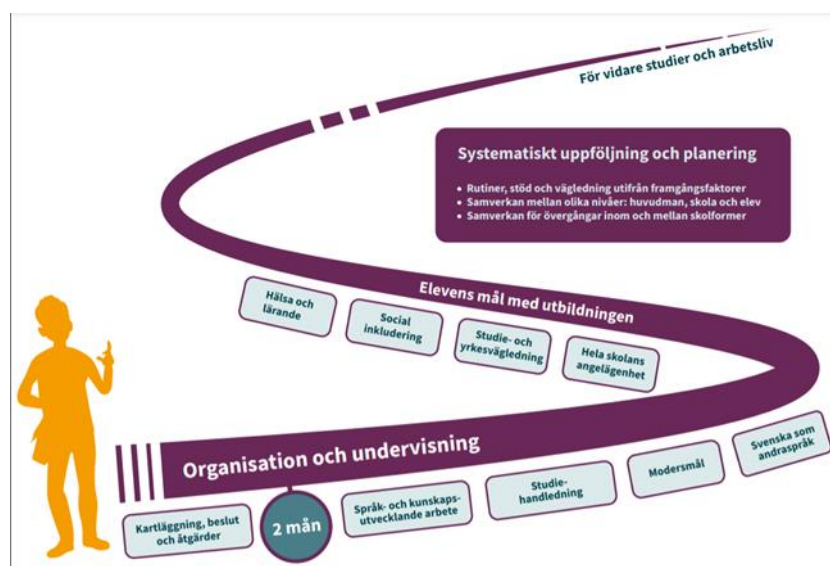 För vidare studier och arbetsliv
Systematiskt uppföljning och planering
• Rutiner, stöd och vägledning utifrån framgångsfaktorer
• Samverkan mellan olika nivåer: huvudman, skola och elev
• Samverkan för övergångar inom och mellan skolformer
Elevens mål med utbildningen
Hälsa och
lärande
Social
inkludering
Studie- och
yrkesvägledning
Hela skolans
angelägenhet
Organisation och undervisning
Kartläggning, beslut
och åtgärder
2 mån
Språk- och kunskaps-
utvecklande arbete
Studie-
handledning
Modersmål
Svenska som
andraspråk